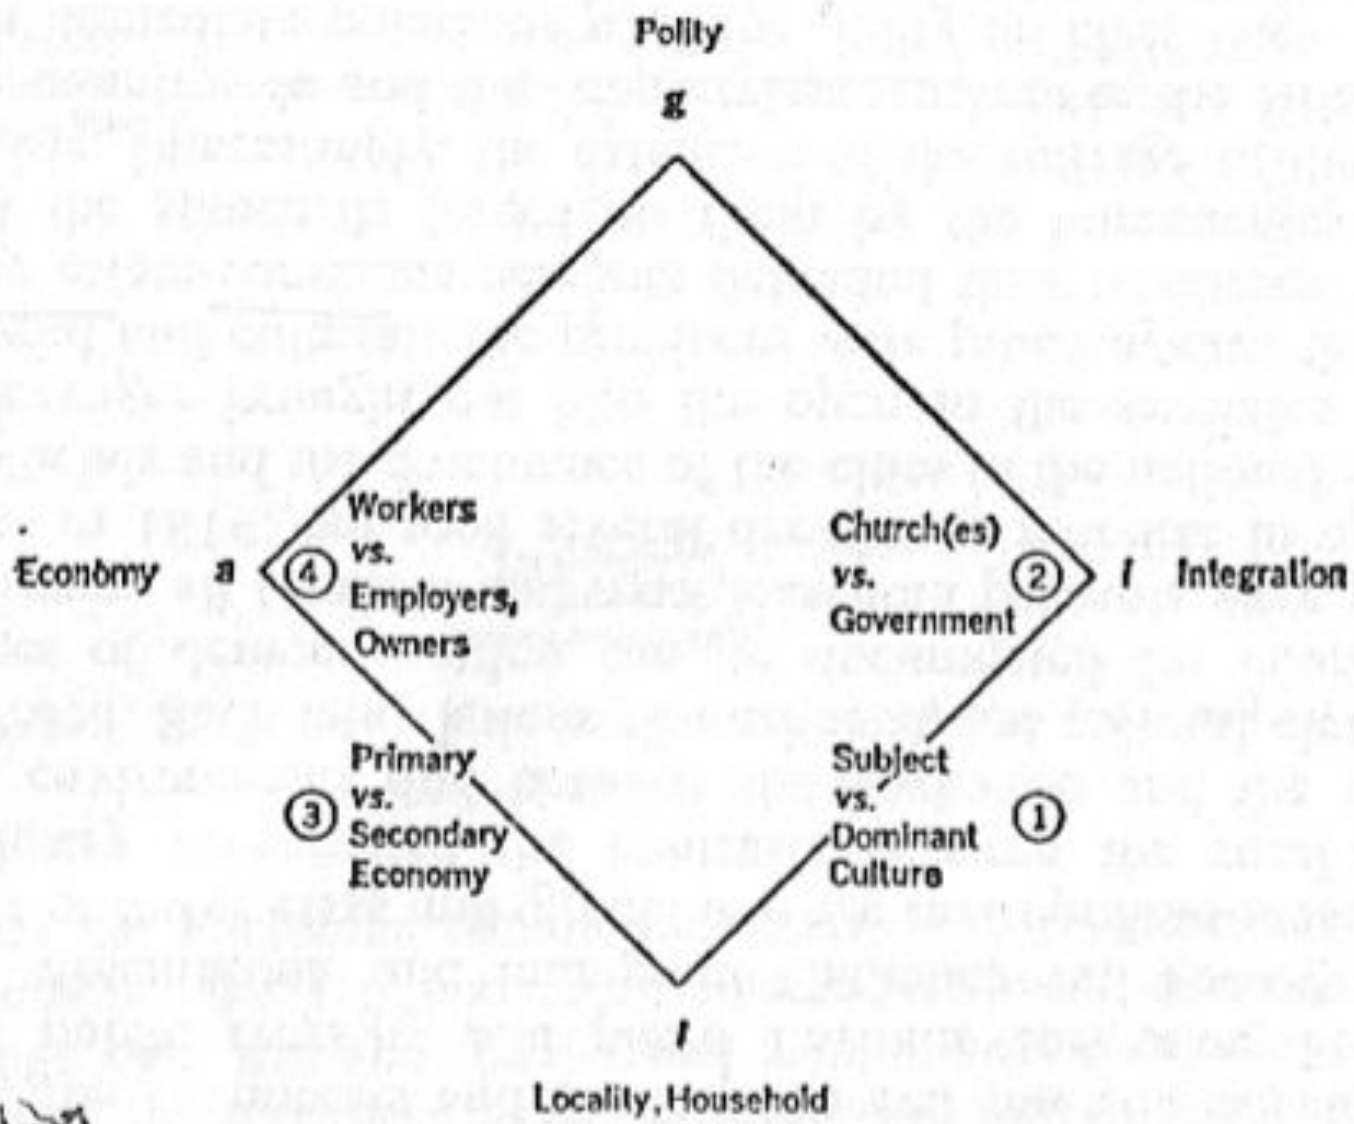 Polity
g
Workers
vs.
Employers,
Owners
Church(es)
vs.
Government
Economy a ④ ② i Integration
Primary
vs.
Secondary
Economy
③
Subject
vs.
Dominant
Culture
①
l
Locality, Household